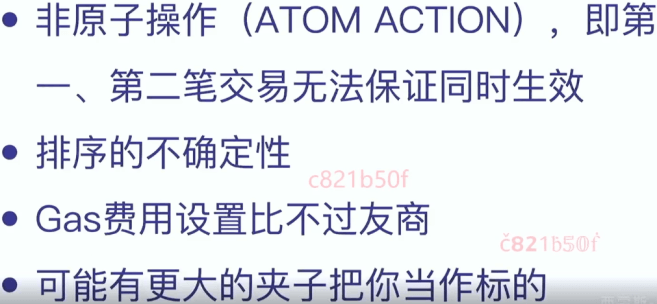 • 非原子操作（ATOM ACTION），即第
一、第二笔交易无法保证同时生效
• 排序的不确定性
c821b50f
• Gas费用设置比不过友商
c821b50f
• 可能有更大的夹子把你当作标的